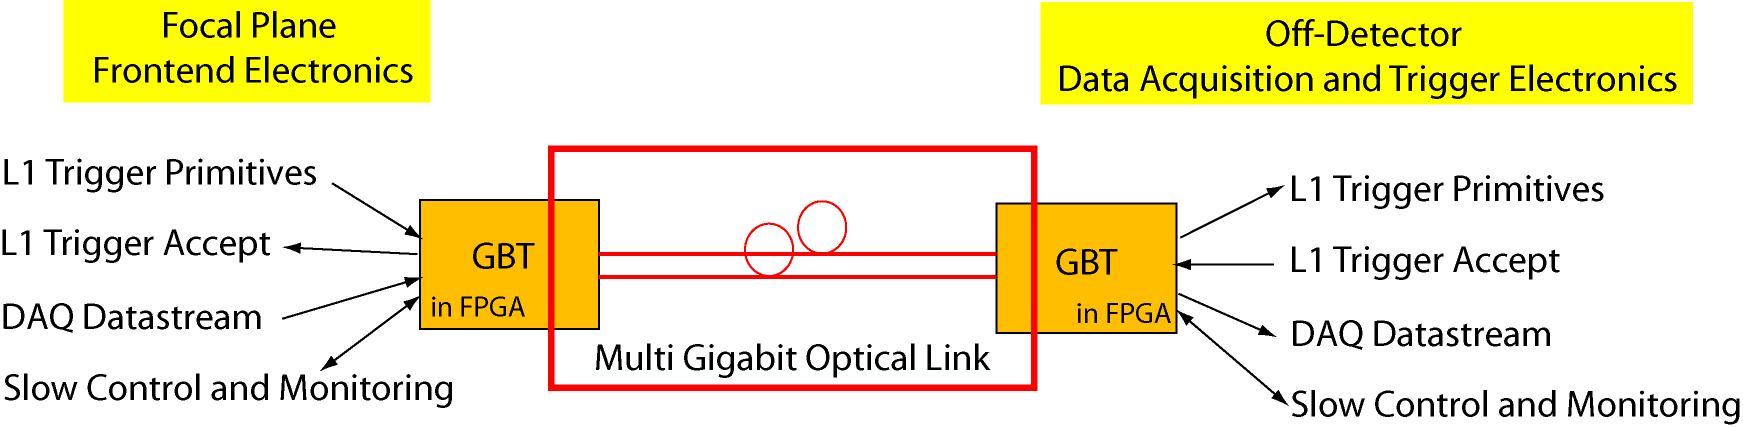 Focal Plane
Frontend Electronics
Off-Detector
Data Acquisition and Trigger Electronics
L1 Trigger Primitives
L1 Trigger Accept
DAQ Datastream
Slow Control and Monitoring
GBT
in FPGA
Multi Gigabit Optical Link
GBT
in FPGA
L1 Trigger Primitives
L1 Trigger Accept
DAQ Datastream
Slow Control and Monitoring